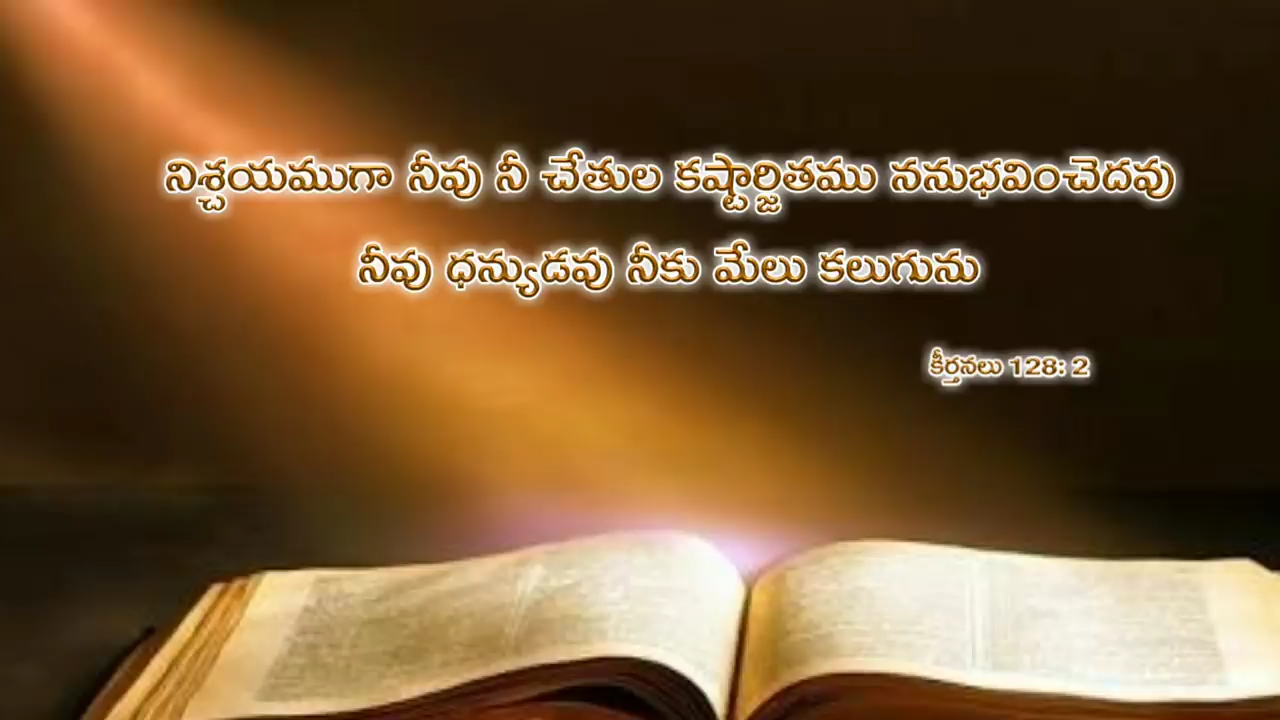 నిశ్చయముగా నీవు నీ చేతుల కష్టార్జితము ననుభవించెదవు
నీవు ధన్యుడవు నీకు మేలు కలుగును
కీర్తనలు 128: 2